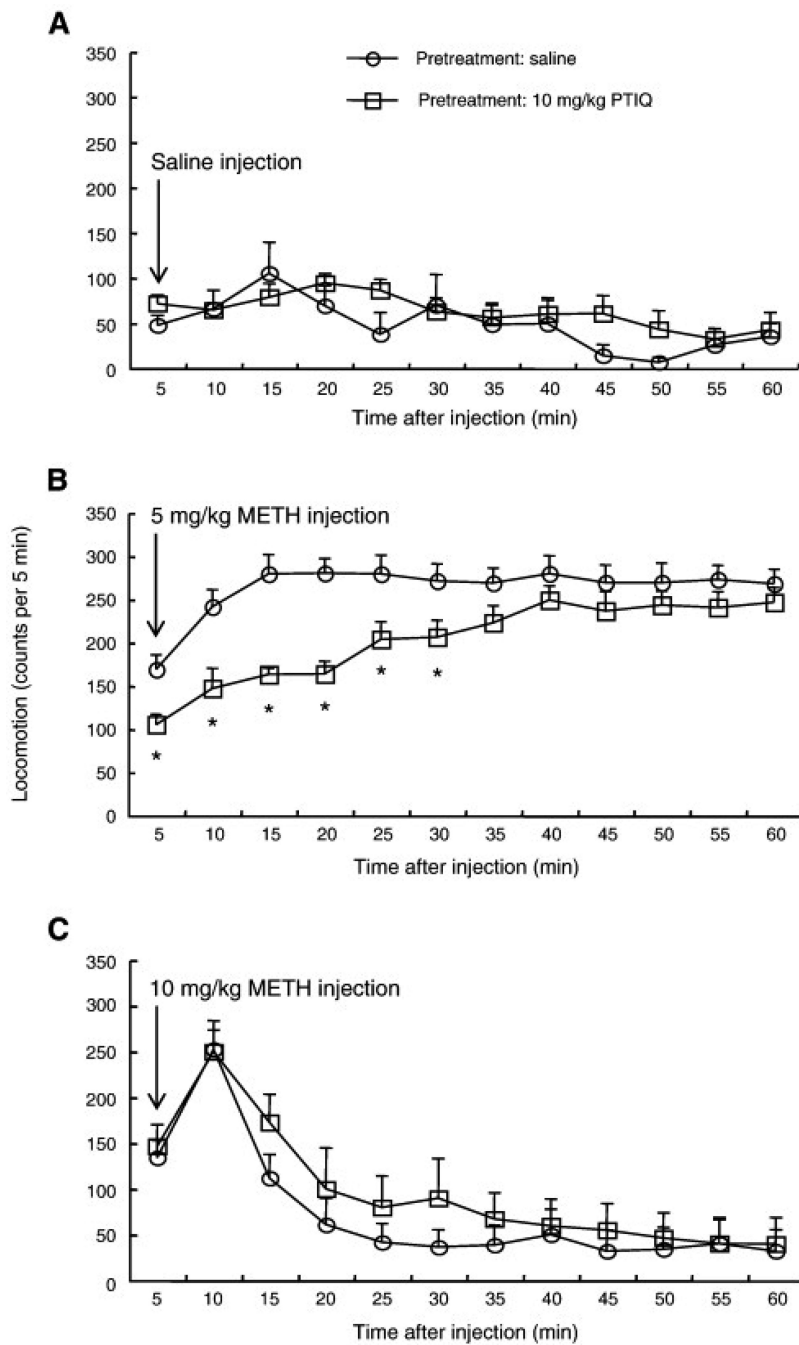 A
350
Pretreatment: saline
300
Pretreatment: 10 mg/kg PTIQ
250
Saline injection
200
150
100
50
0
5 10 15 20 25 30 35 40 45 50 55 60
Time after injection (min)
B
350
5 mg/kg METH injection
300
250
200
150
*
*
*
*
100
*
*
50
0
5 10 15 20 25 30 35 40 45 50 55 60
Time after injection (min)
Locomotion (counts per 5 min)
C
350
10 mg/kg METH injection
300
250
200
150
100
50
0
5 10 15 20 25 30 35 40 45 50 55 60
Time after injection (min)